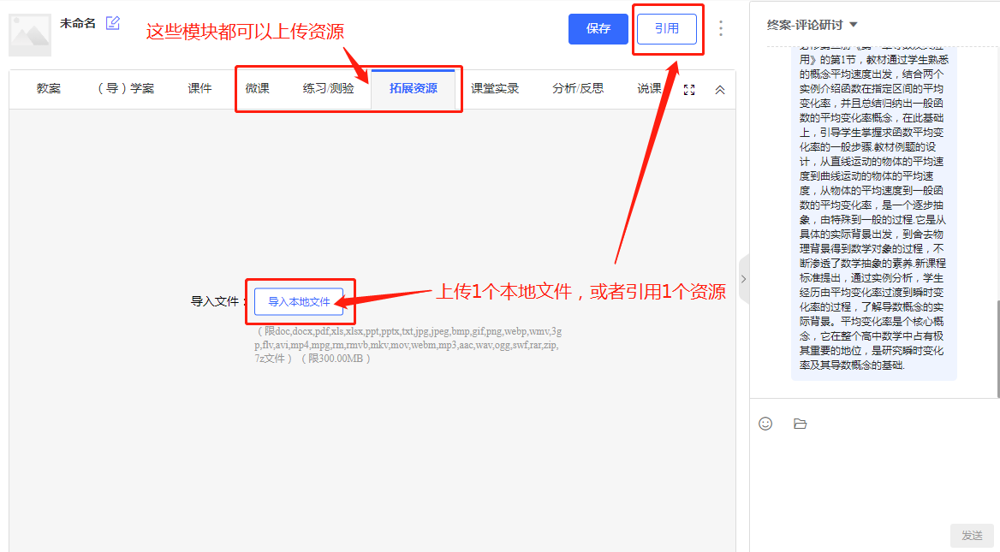 未命名
这些模块都可以上传资源
保存
引用
教案
（导）学案
课件
微课
练习/测验
拓展资源
课堂实录
分析/反思
说课
导入文件：
导入本地文件
上传1个本地文件，或者引用1个资源
（限doc,docx,pdf,xls,xlsx,ppt,pptx,txt,jpg,jpeg,bmp,gif,png,webp,wmv,3g
p,flv,avi,mp4,mpg,rm,rmvb,mkv,mov,webm,mp3,aac,wav,ogg,swf,rar,zip,
7z文件）（限300.00MB）
终案-评论研讨
用》的第1节，教材通过学生熟悉
的概念平均速度出发，结合两个
实例介绍函数在指定区间的平均
变化率，并且总结归纳出一般函
数的平均变化率概念，在此基础
上，引导学生掌握求函数平均变
化率的一般步骤.教材例题的设
计，从直线运动的物体的平均速
度到曲线运动的物体的平均速
度，从物体的平均速度到一般函
数的平均变化率，是一个逐步抽
象，由特殊到一般的过程.它是从
具体的实际背景出发，到舍去物
理背景得到数学对象的过程，不
断渗透了数学抽象的素养.新课程
标准提出，通过实例分析，学生
经历由平均变化率过渡到瞬时变
化率的过程，了解导数概念的实
际背景。平均变化率是个核心概
念，它在整个高中数学中占有极
其重要的地位，是研究瞬时变化
率及其导数概念的基础.
发送